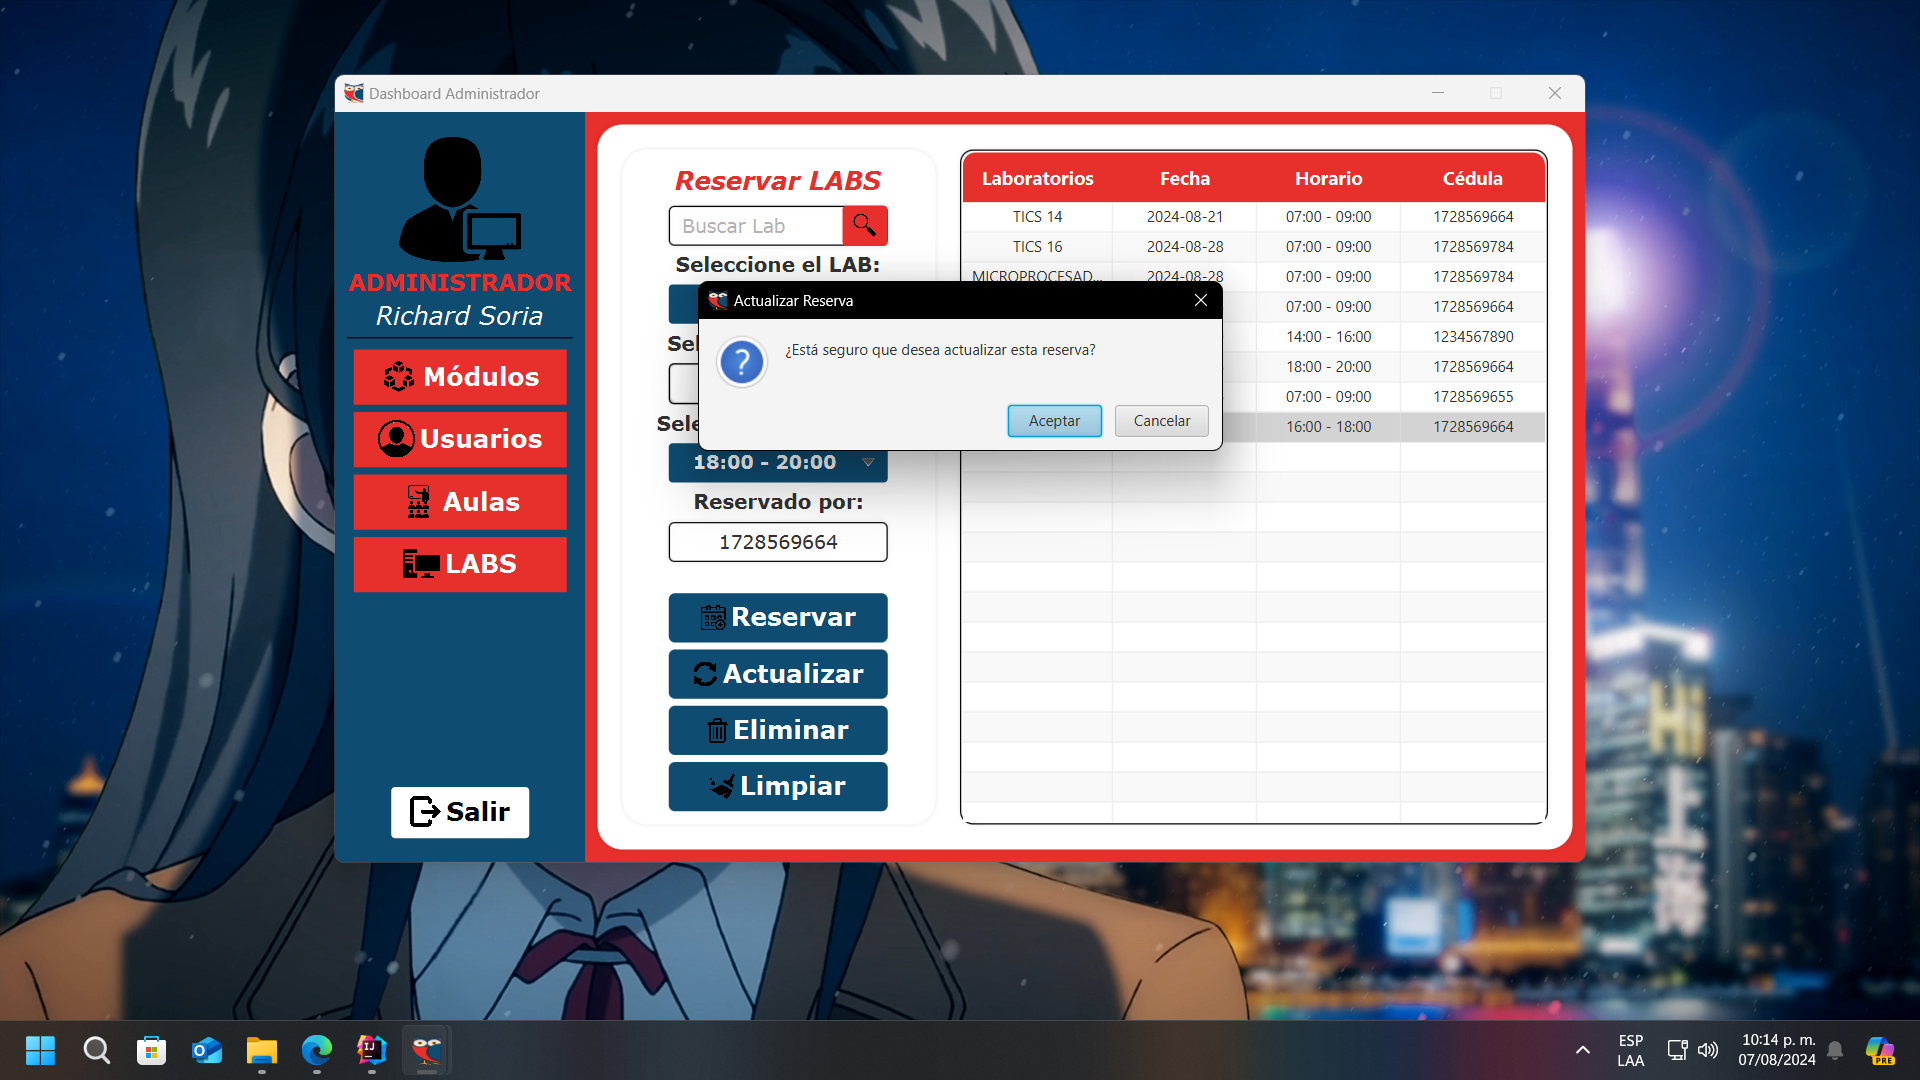 Dashboard Administrador
ADMINISTRADOR
Richard Soria
Módulos
Usuarios
Aulas
LABS
Salir
Reservar LABS
Buscar Lab
Seleccione el LAB:
Sel
Sele
18:00 - 20:00
Reservado por:
1728569664
Reservar
Actualizar
Eliminar
Limpiar
Laboratorios Fecha Horario Cédula
TICS 14 2024-08-21 07:00 - 09:00 1728569664
TICS 16 2024-08-28 07:00 - 09:00 1728569784
MICROPROCESAD... 2024-08-28 07:00 - 09:00 1728569784
07:00 - 09:00 1728569664
14:00 - 16:00 1234567890
18:00 - 20:00 1728569664
07:00 - 09:00 1728569655
16:00 - 18:00 1728569664
Actualizar Reserva
¿Está seguro que desea actualizar esta reserva?
Aceptar Cancelar
ESP
LAA
10:14 p. m.
07/08/2024
PRE
IJ